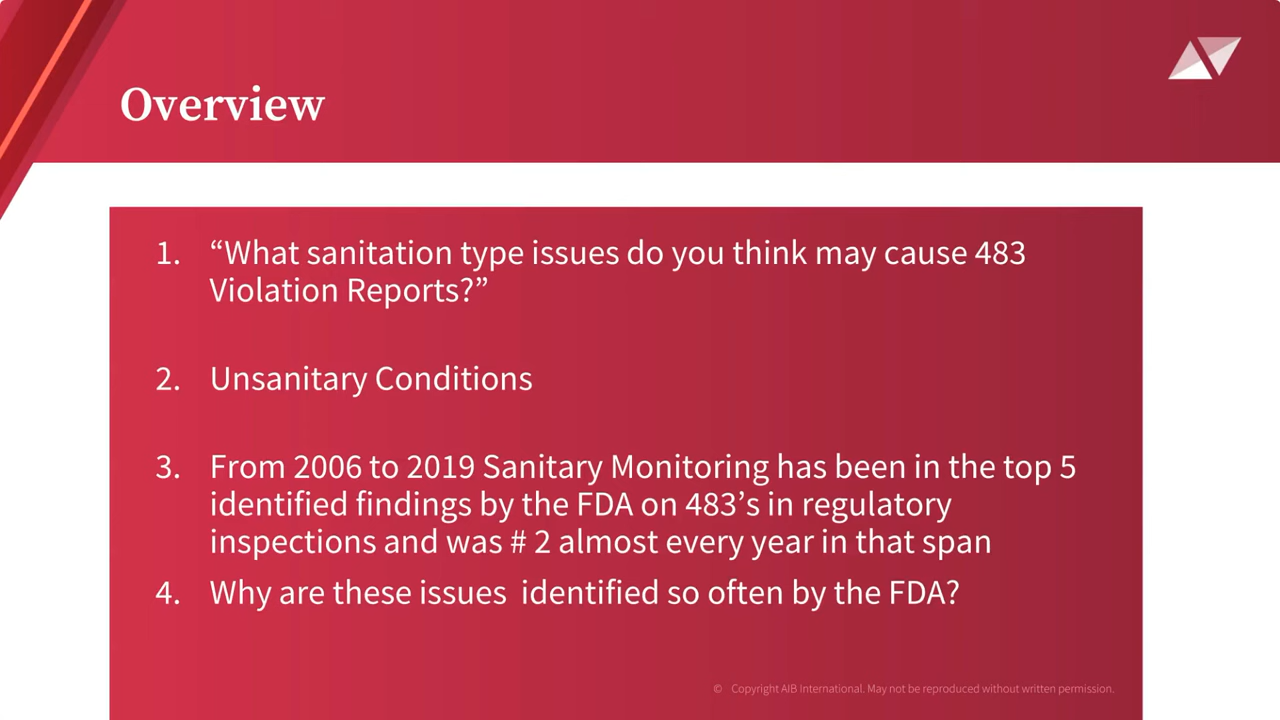 Overview
1. “What sanitation type issues do you think may cause 483
Violation Reports?”
2. Unsanitary Conditions
3. From 2006 to 2019 Sanitary Monitoring has been in the top 5
identified findings by the FDA on 483’s in regulatory
inspections and was # 2 almost every year in that span
4. Why are these issues  identified so often by the FDA?
© Copyright AIB International. May not be reproduced without written permission.